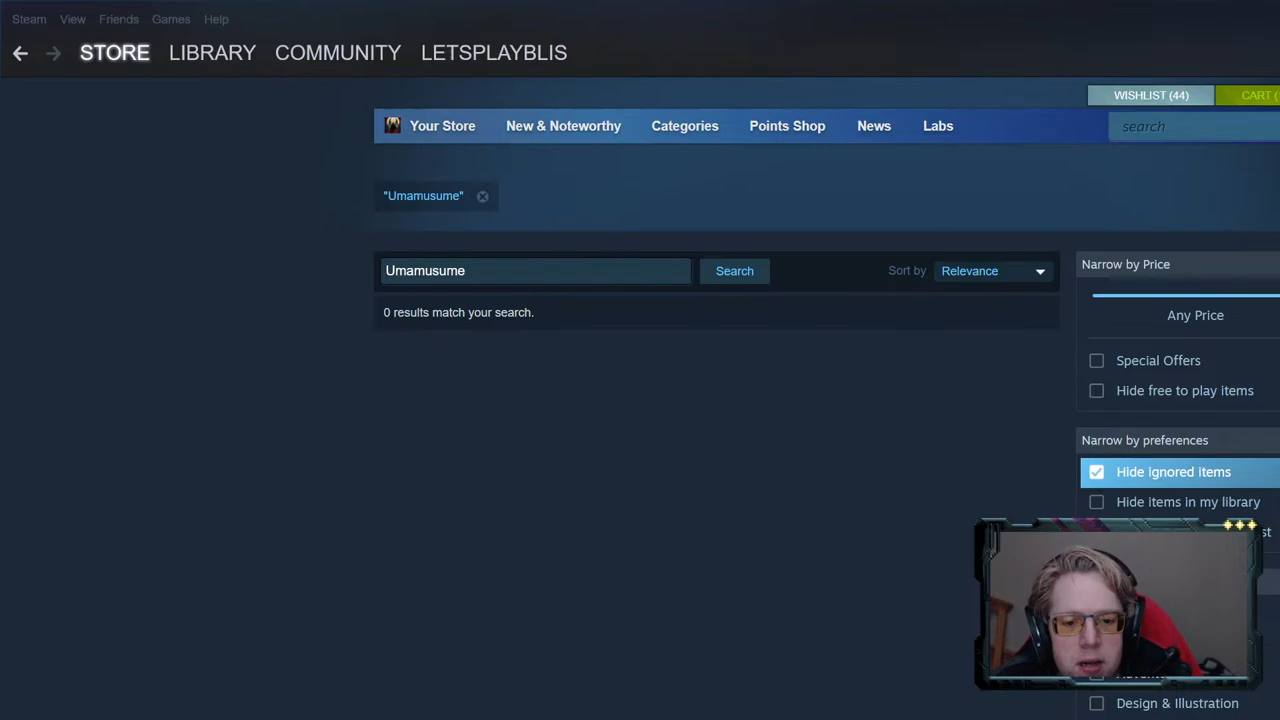 Steam View Friends Games Help
STORE LIBRARY COMMUNITY LETSPLAYBLIS
WISHLIST (44) CART (
Your Store New & Noteworthy Categories Points Shop News Labs search
"Umamusume"
Umamusume Search Sort by Relevance
0 results match your search.
Narrow by Price
Any Price
Special Offers
Hide free to play items
Narrow by preferences
Hide ignored items
Hide items in my library
st
Design & Illustration